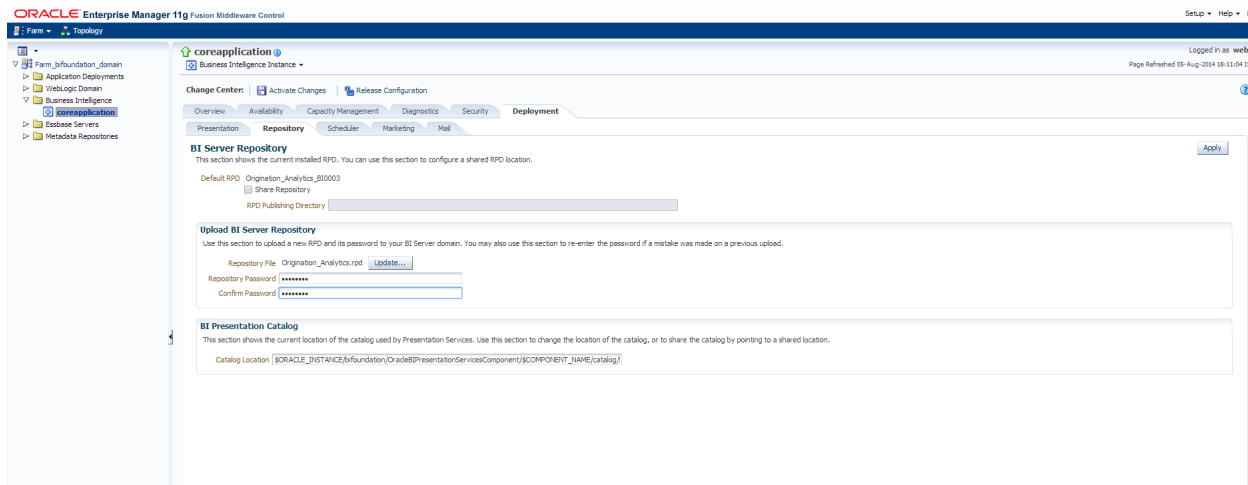 ORACLE Enterprise Manager 11g Fusion Middleware Control
Setup Help
Farm Topology
Farm_bifoundation_domain
Application Deployments
WebLogic Domain
Business Intelligence
coreapplication
Essbase Servers
Metadata Repositories
coreapplication
Logged in as web
Business Intelligence Instance
Page Refreshed 05-Aug-2014 18:11:04
Change Center: Activate Changes Release Configuration
Overview Availability Capacity Management Diagnostics Security Deployment
Presentation Repository Scheduler Marketing Mail
BI Server Repository
Apply
This section shows the current installed RPD. You can use this section to configure a shared RPD location.
Default RPD Origination_Analytics_BI0003
Share Repository
RPD Publishing Directory
Upload BI Server Repository
Use this section to upload a new RPD and its password to your BI Server domain. You may also use this section to re-enter the password if a mistake was made on a previous upload.
Repository File Origination_Analytics.rpd Update...
Repository Password ••••••••
Confirm Password ••••••••
BI Presentation Catalog
This section shows the current location of the catalog used by Presentation Services. Use this section to change the location of the catalog, or to share the catalog by pointing to a shared location.
Catalog Location $ORACLE_INSTANCE/bifoundation/OracleBIPresentationServicesComponent/$COMPONENT_NAME/catalog/